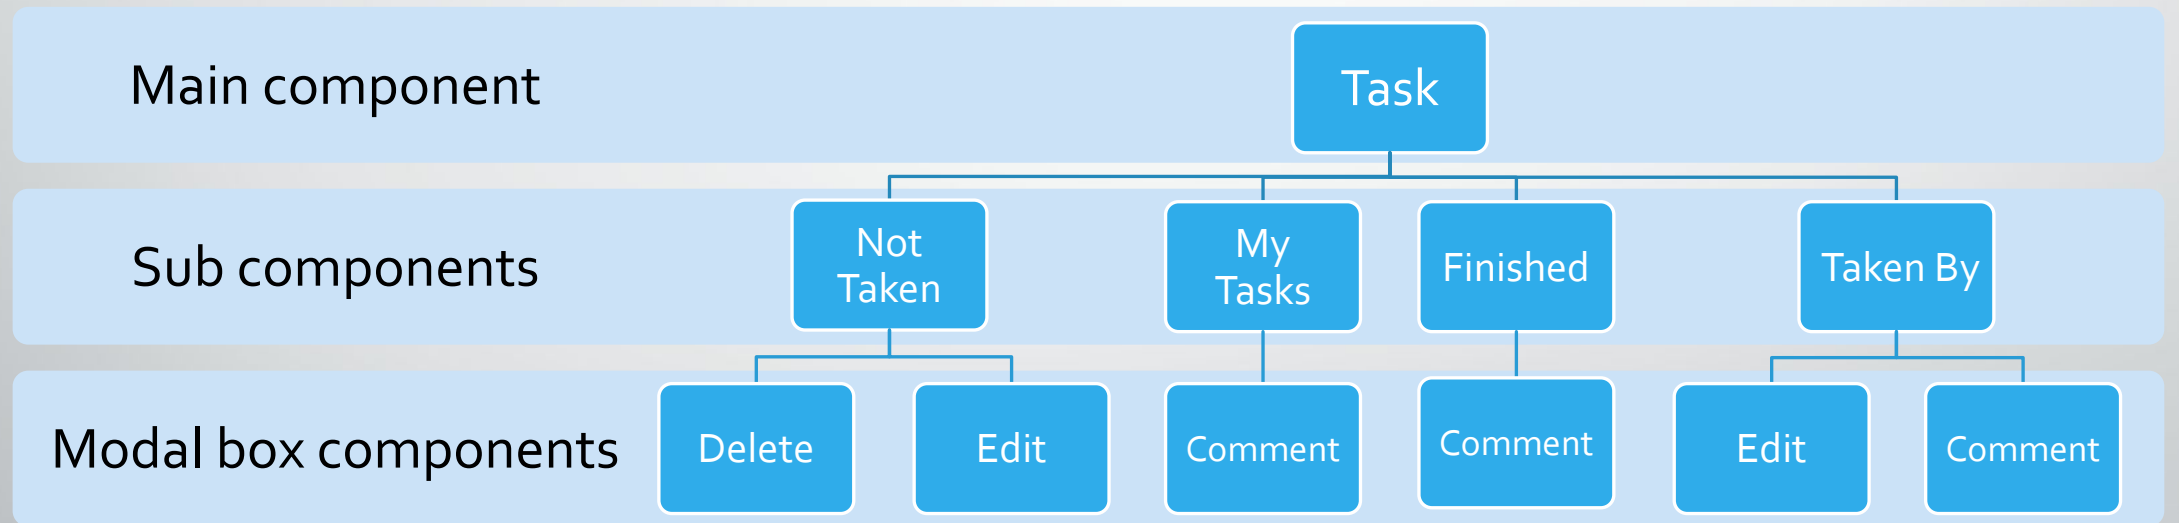 Main component
Task
Sub components
Not
Taken
My
Tasks
Finished
Taken By
Modal box components
Delete
Edit
Comment
Comment
Edit
Comment